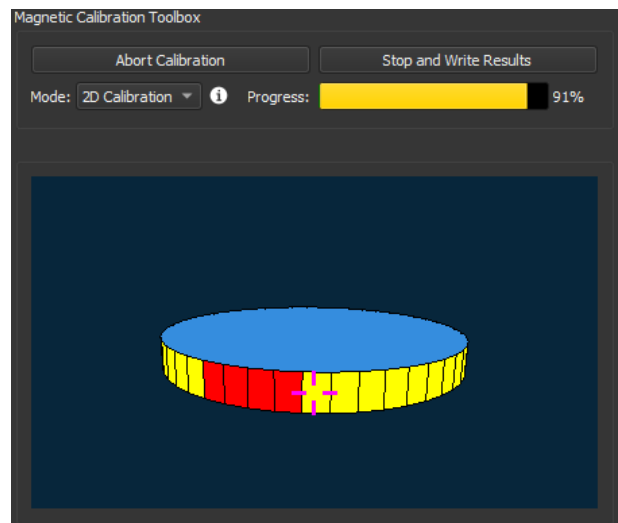 Magnetic Calibration Toolbox
Abort Calibration Stop and Write Results
Mode: 2D Calibration i Progress: 91%